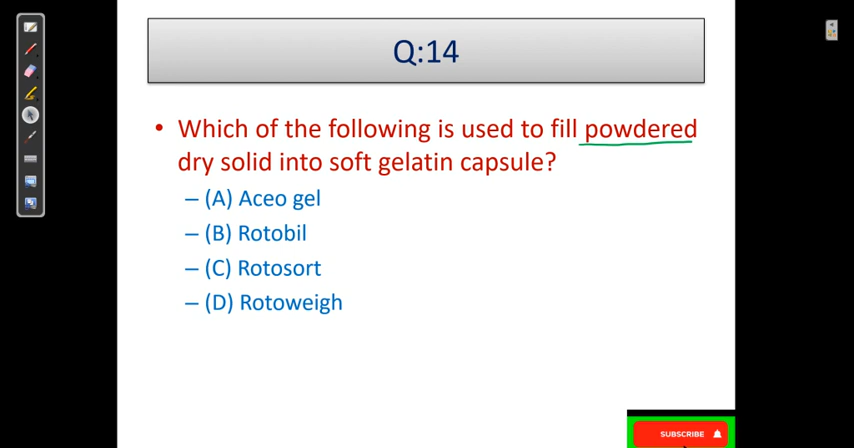 Q:14
• Which of the following is used to fill powdered
dry solid into soft gelatin capsule?
– (A) Aceo gel
– (B) Rotobil
– (C) Rotosort
– (D) Rotoweigh
SUBSCRIBE